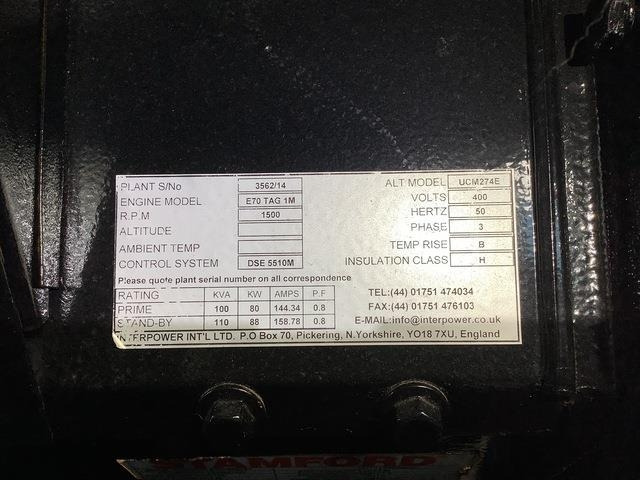 PLANT S/No 3562/14
ENGINE MODEL E70 TAG 1M
R.P.M 1500
ALTITUDE
AMBIENT TEMP
CONTROL SYSTEM DSE 5510M
ALT MODEL UCM274E
VOLTS 400
HERTZ 50
PHASE 3
TEMP RISE B
INSULATION CLASS H
Please quote plant serial number on all correspondence
RATING KVA KW AMPS P.F
PRIME 100 80 144.34 0.8
STAND-BY 110 88 158.78 0.8
TEL:(44) 01751 474034
FAX:(44) 01751 476103
E-MAIL:info@interpower.co.uk
INTERPOWER INT'L LTD. P.O Box 70, Pickering, N.Yorkshire, YO18 7XU, England
STAMFORD